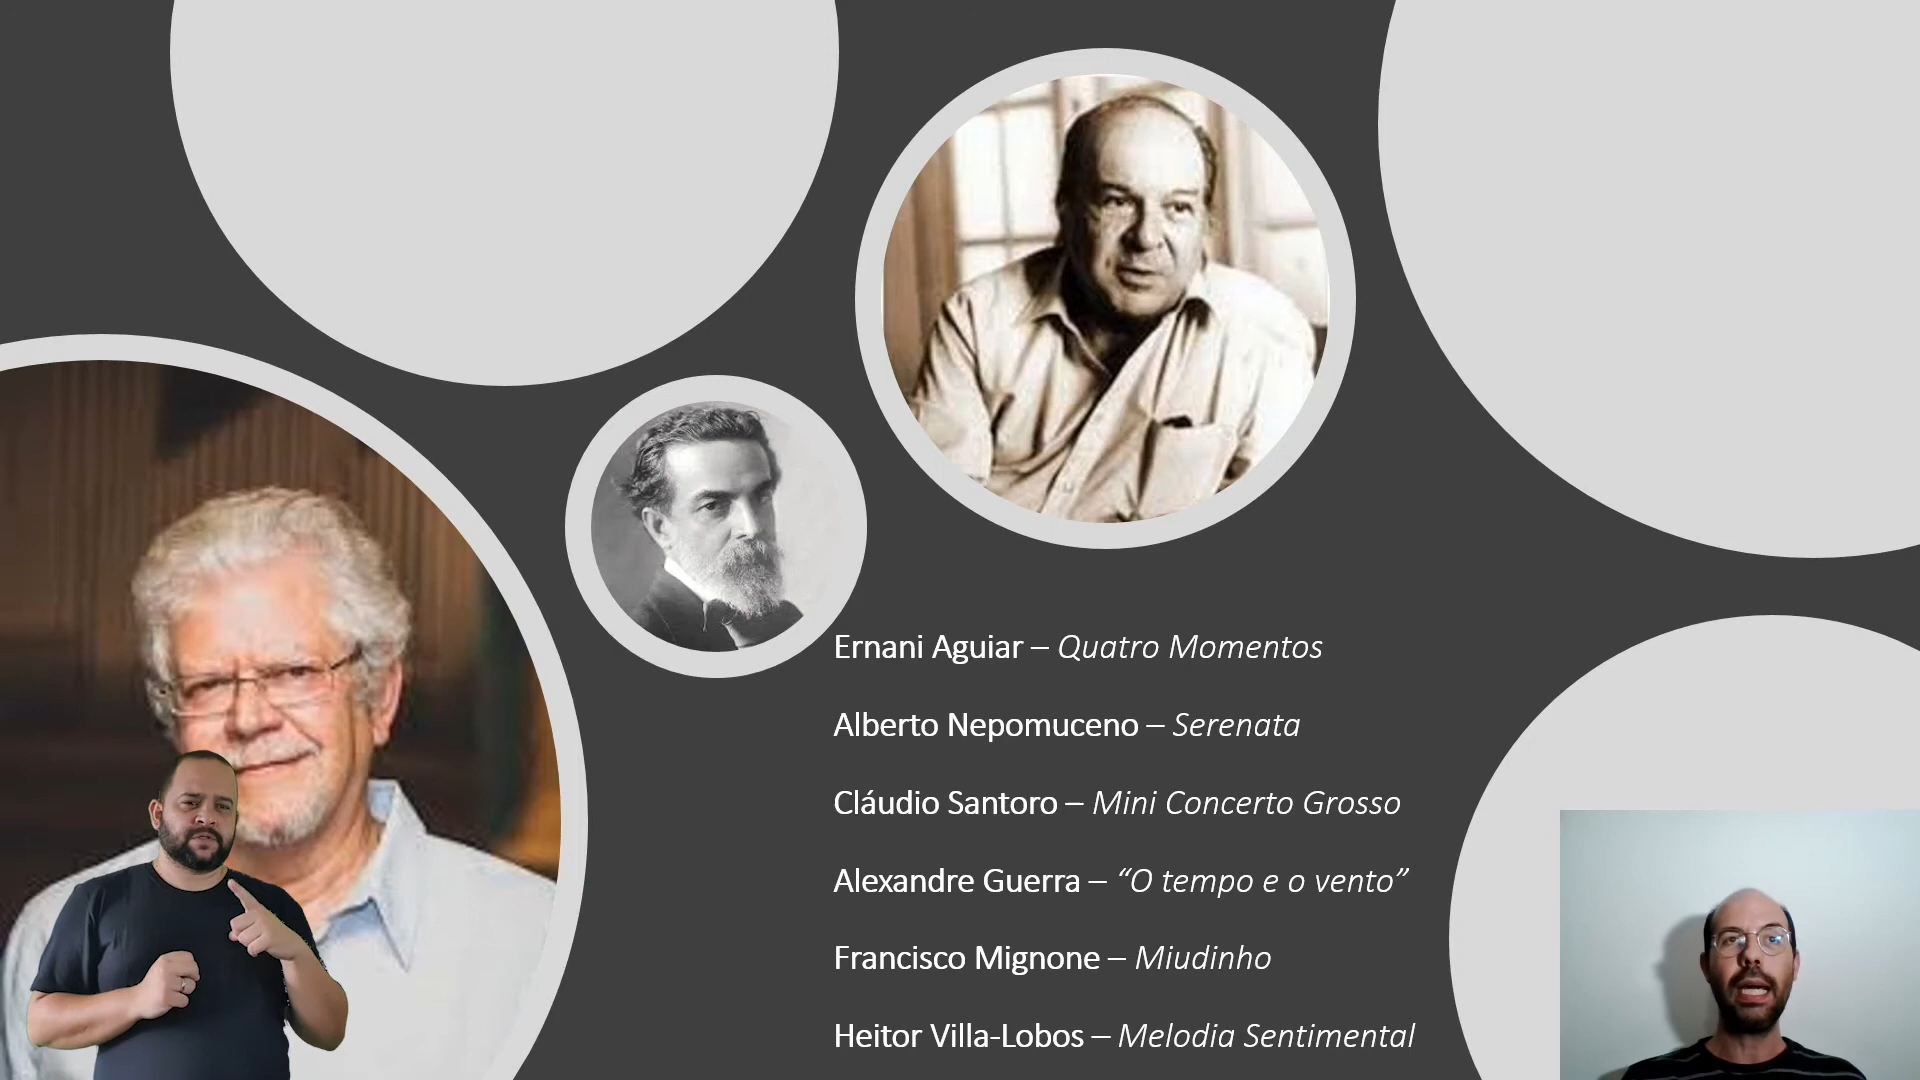 Ernani Aguiar – Quatro Momentos
Alberto Nepomuceno – Serenata
Cláudio Santoro – Mini Concerto Grosso
Alexandre Guerra – “O tempo e o vento”
Francisco Mignone – Miudinho
Heitor Villa-Lobos – Melodia Sentimental